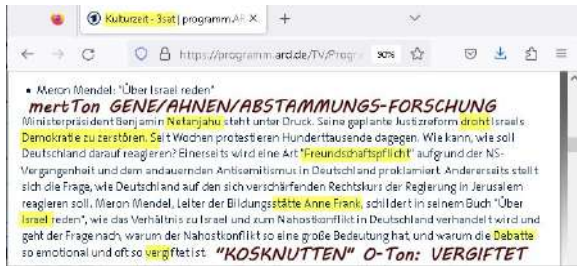 Kulturzeit - 3sat | programm.AR ×
https://programm.ard.de/TV/Progr
90%
• Meron Mendel: "Über Israel reden"
mertTon GENE/AHNEN/ABSTAMMUNGS-FORSCHUNG
Ministerpräsident Benjamin Netanjahu steht unter Druck. Seine geplante Justizreform droht Israels
Demokratie zu zerstören. Seit Wochen protestieren Hunderttausende dagegen. Wie kann, wie soll
Deutschland darauf reagieren? Einerseits wird eine Art "Freundschaftspflicht" aufgrund der NS-
Vergangenheit und dem andauernden Antisemitismus in Deutschland proklamiert. Andererseits stellt
sich die Frage, wie Deutschland auf den sich verschärfenden Rechtskurs der Regierung in Jerusalem
reagieren soll. Meron Mendel, Leiter der Bildungsstätte Anne Frank, schildert in seinem Buch "Über
Israel reden", wie das Verhältnis zu Israel und zum Nahostkonflikt in Deutschland verhandelt wird und
geht der Frage nach, warum der Nahostkonflikt so eine große Bedeutung hat, und warum die Debatte
so emotional und oft so vergiftet ist. "KOSKNUTTEN" O-Ton: VERGIFTET